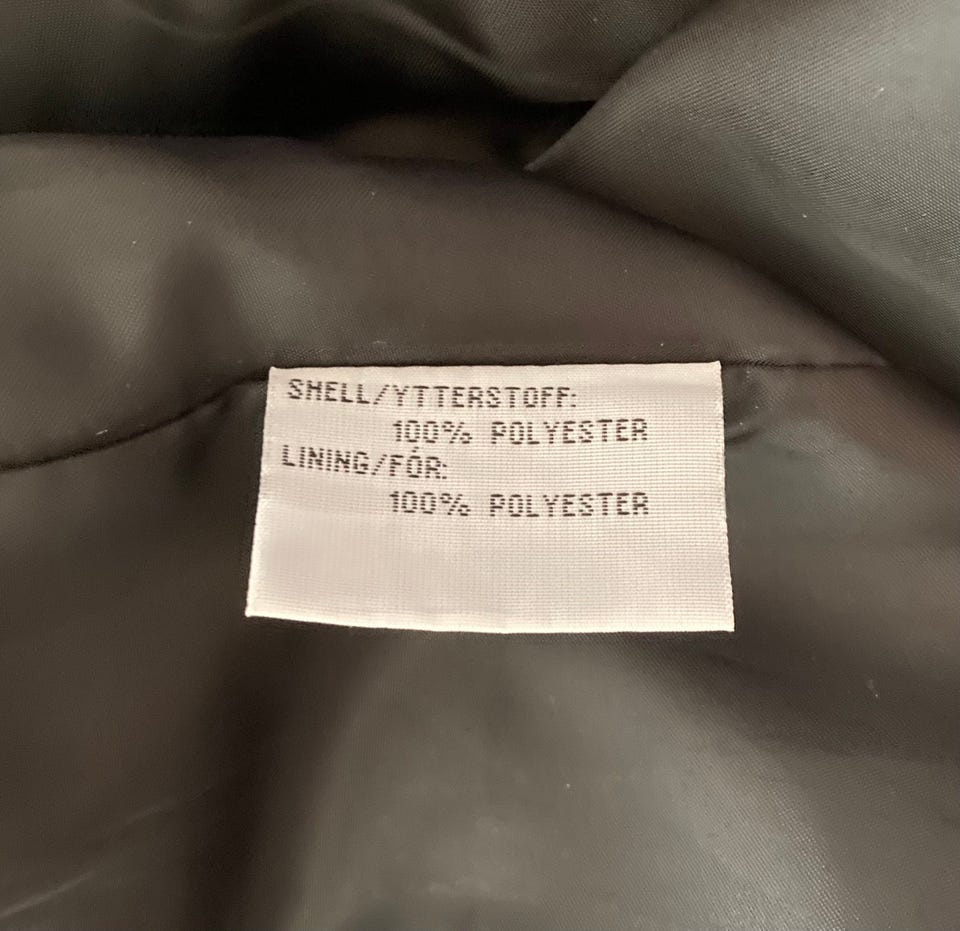 SHELL/YTTERSTOFF:
100% POLYESTER
LINING/FÓR:
100% POLYESTER